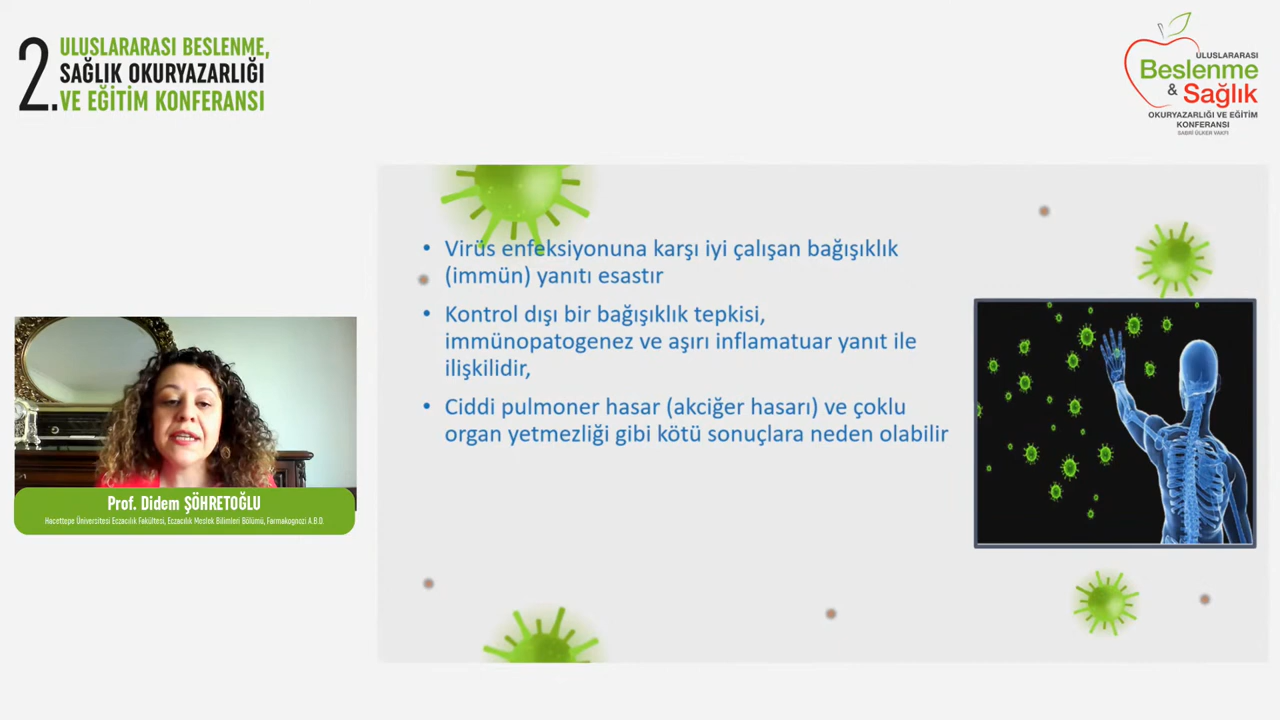 2.
ULUSLARARASI BESLENME,
SAĞLIK OKURYAZARLIĞI
VE EĞİTİM KONFERANSI
ULUSLARARASI
Beslenme
& Sağlık
OKURYAZARLIĞI VE EĞİTİM
KONFERANSI
SABRİ ÜLKER VAKFI
• Virüs enfeksiyonuna karşı iyi çalışan bağışıklık
(immün) yanıtı esastır
• Kontrol dışı bir bağışıklık tepkisi,
immünopatogenez ve aşırı inflamatuar yanıt ile
ilişkilidir,
• Ciddi pulmoner hasar (akciğer hasarı) ve çoklu
organ yetmezliği gibi kötü sonuçlara neden olabilir
Prof. Didem ŞÖHRETOĞLU
Hacettepe Üniversitesi Eczacılık Fakültesi, Eczacılık Meslek Bilimleri Bölümü, Farmakognozi A.B.D.